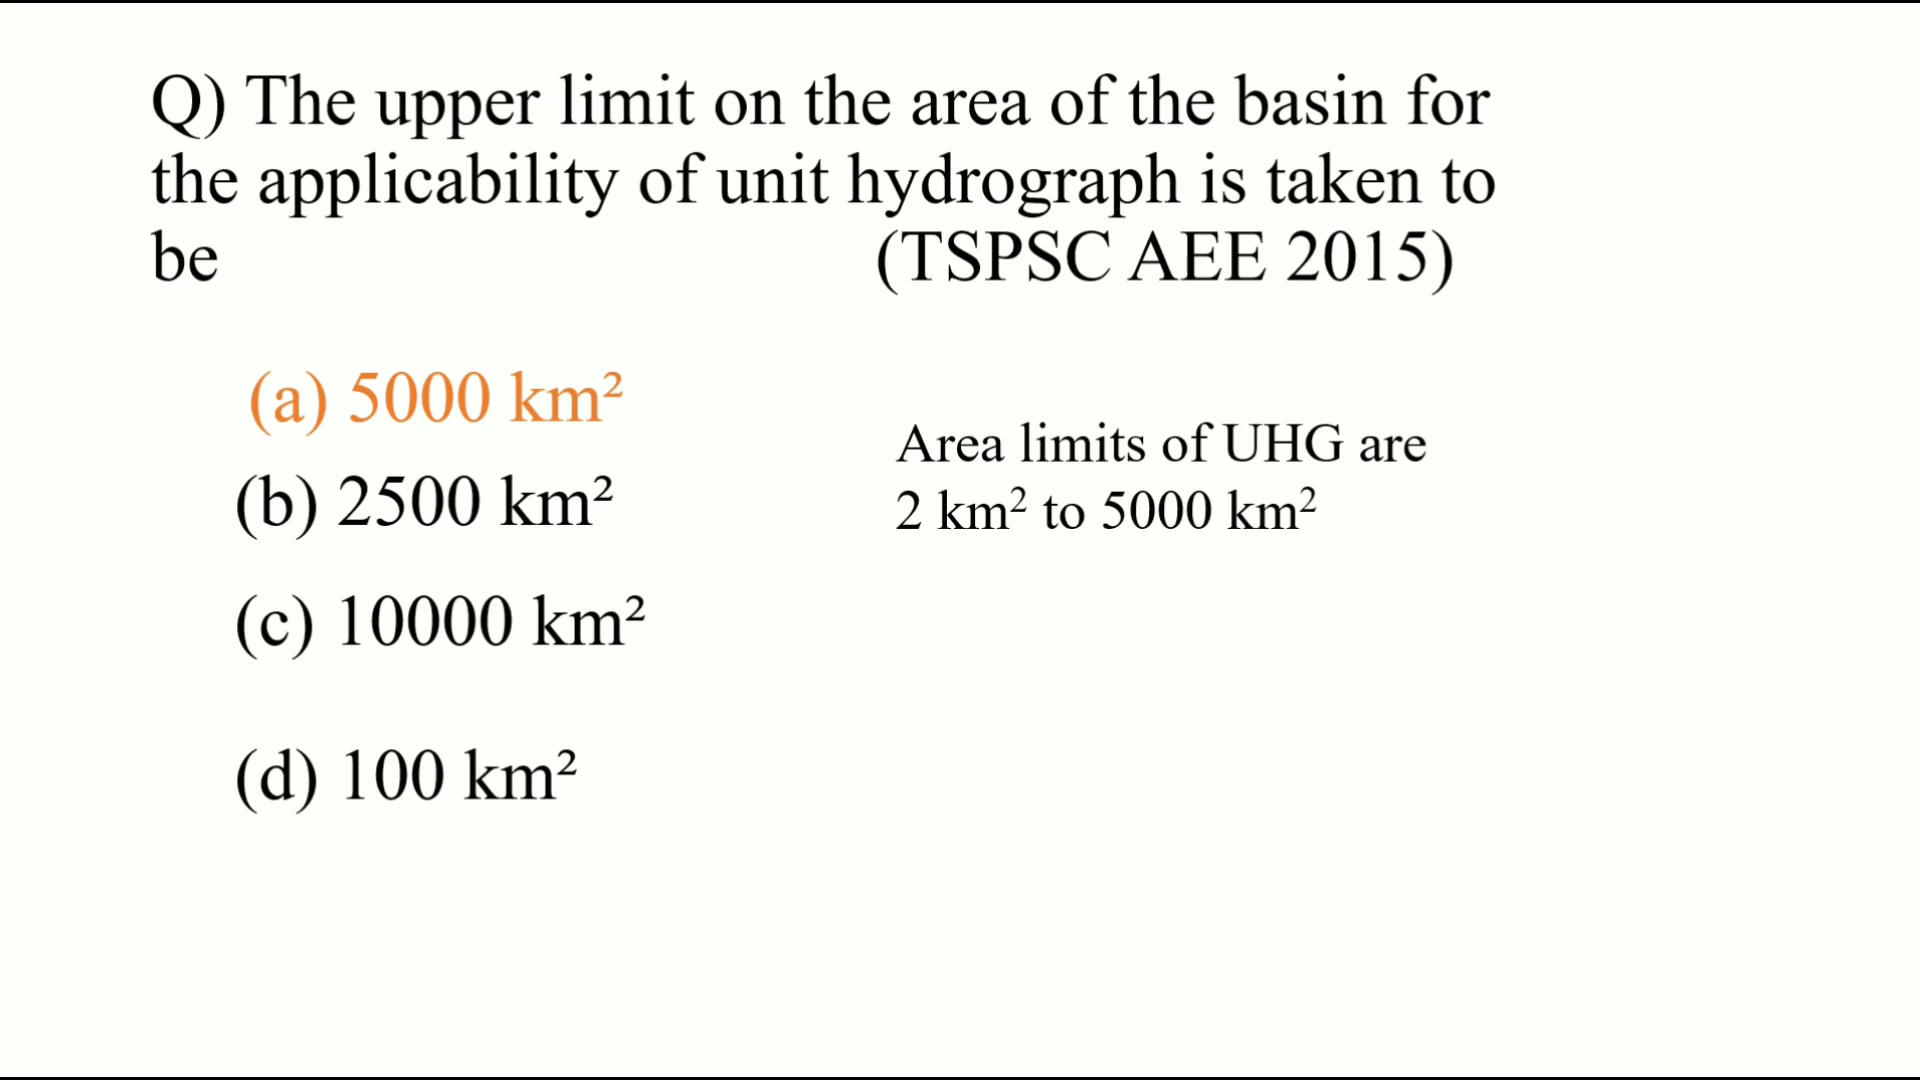 Q) The upper limit on the area of the basin for
the applicability of unit hydrograph is taken to
be (TSPSC AEE 2015)
(a) 5000 km²
(b) 2500 km²
(c) 10000 km²
(d) 100 km²
Area limits of UHG are
2 km² to 5000 km²